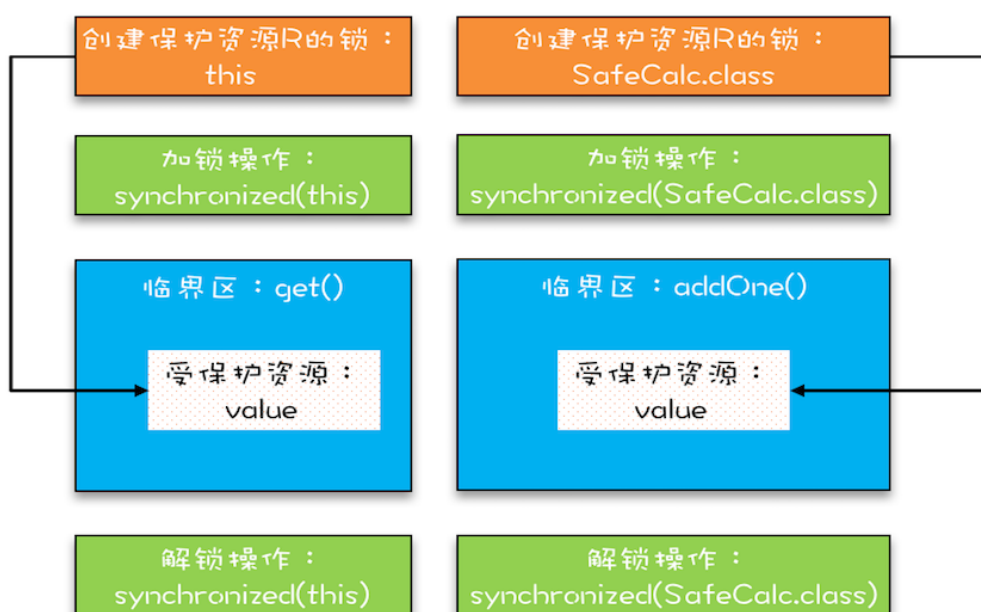 创建保护资源R的锁：
this
创建保护资源R的锁：
SafeCalc.class
加锁操作：
synchronized(this)
加锁操作：
synchronized(SafeCalc.class)
临界区：get()
受保护资源：
value
临界区：addOne()
受保护资源：
value
解锁操作：
synchronized(this)
解锁操作：
synchronized(SafeCalc.class)